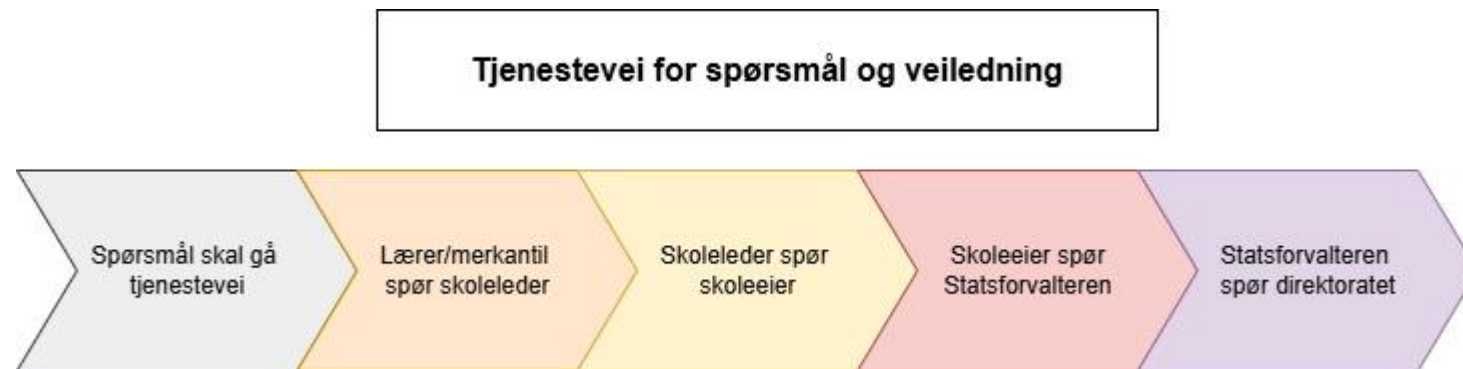 Tjenestevei for spørsmål og veiledning
Spørsmål skal gå
tjenestevei
Lærer/merkantil
spør skoleleder
Skoleleder spør
skoleeier
Skoleeier spør
Statsforvalteren
Statsforvalteren
spør direktoratet